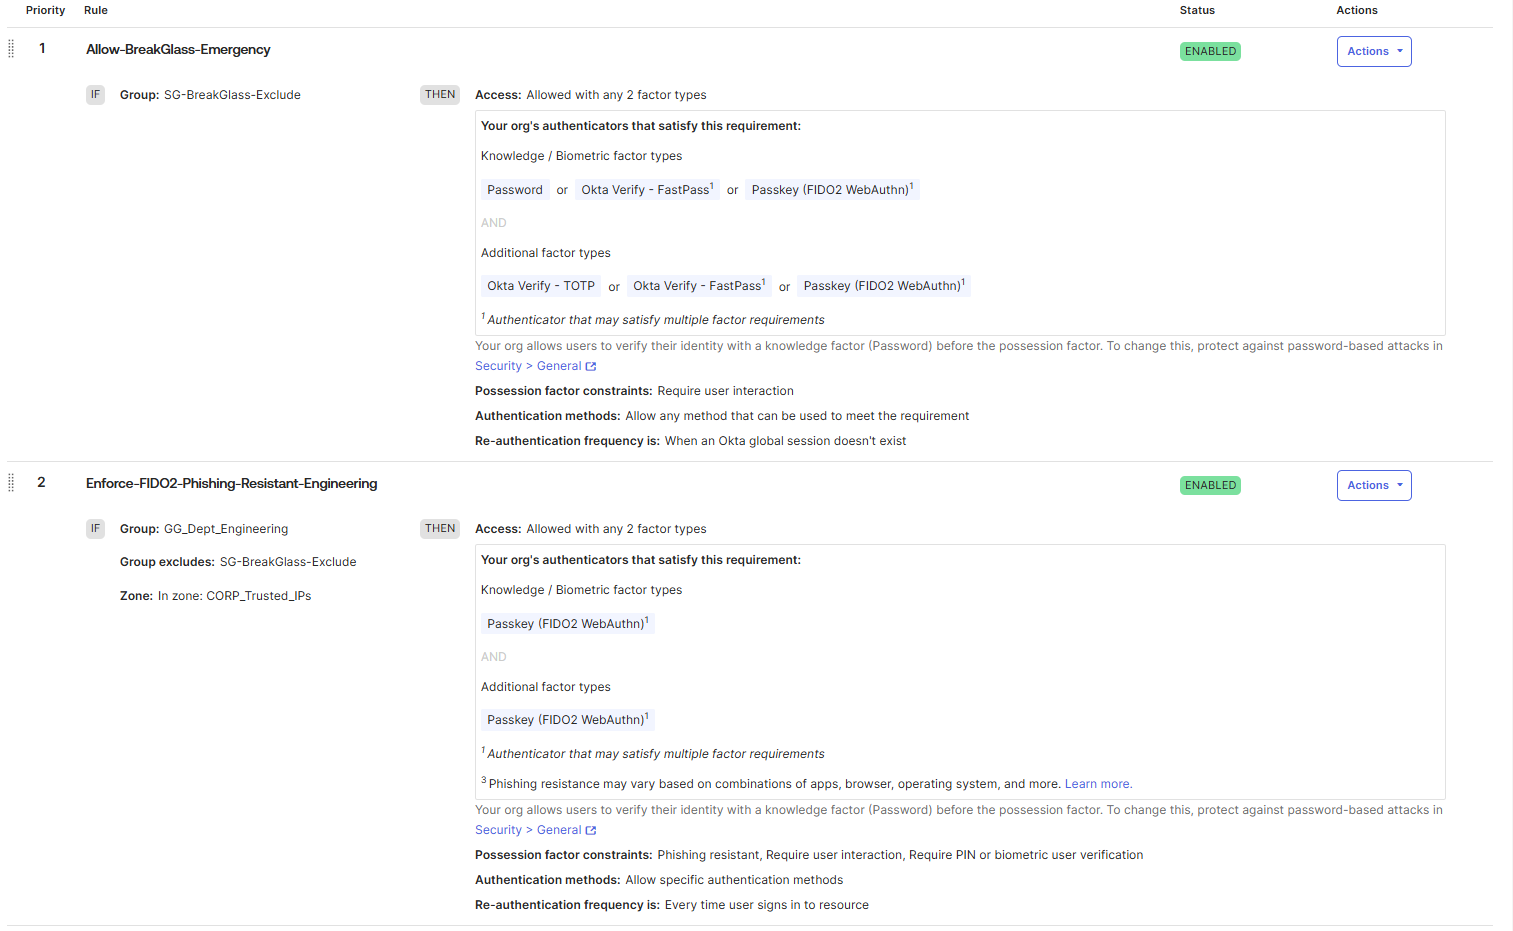 Priority Rule Status Actions
1 Allow-BreakGlass-Emergency ENABLED Actions
IF Group: SG-BreakGlass-Exclude THEN Access: Allowed with any 2 factor types
Your org's authenticators that satisfy this requirement:
Knowledge / Biometric factor types
Password or Okta Verify - FastPass1 or Passkey (FIDO2 WebAuthn)1
AND
Additional factor types
Okta Verify - TOTP or Okta Verify - FastPass1 or Passkey (FIDO2 WebAuthn)1
1 Authenticator that may satisfy multiple factor requirements
Your org allows users to verify their identity with a knowledge factor (Password) before the possession factor. To change this, protect against password-based attacks in
Security > General
Possession factor constraints: Require user interaction
Authentication methods: Allow any method that can be used to meet the requirement
Re-authentication frequency is: When an Okta global session doesn't exist
2 Enforce-FIDO2-Phishing-Resistant-Engineering ENABLED Actions
IF Group: GG_Dept_Engineering THEN Access: Allowed with any 2 factor types
Group excludes: SG-BreakGlass-Exclude
Zone: In zone: CORP_Trusted_IPs
Your org's authenticators that satisfy this requirement:
Knowledge / Biometric factor types
Passkey (FIDO2 WebAuthn)1
AND
Additional factor types
Passkey (FIDO2 WebAuthn)1
1 Authenticator that may satisfy multiple factor requirements
3 Phishing resistance may vary based on combinations of apps, browser, operating system, and more. Learn more.
Your org allows users to verify their identity with a knowledge factor (Password) before the possession factor. To change this, protect against password-based attacks in
Security > General
Possession factor constraints: Phishing resistant, Require user interaction, Require PIN or biometric user verification
Authentication methods: Allow specific authentication methods
Re-authentication frequency is: Every time user signs in to resource